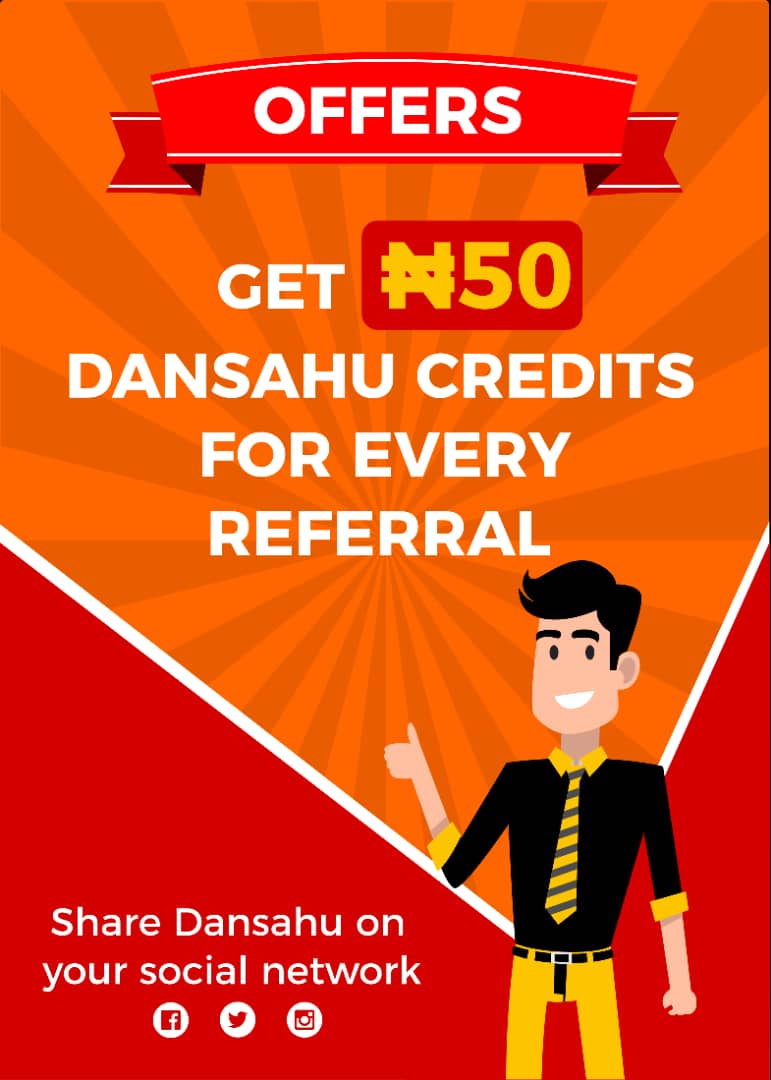 OFFERS
GET ₦50
DANSAHU CREDITS
FOR EVERY
REFERRAL
Share Dansahu on
your social network